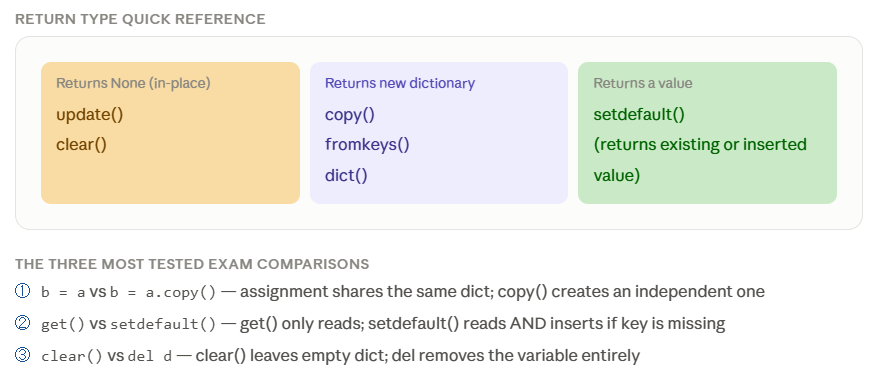 RETURN TYPE QUICK REFERENCE
Returns None (in-place)
update()
clear()
Returns new dictionary
copy()
fromkeys()
dict()
Returns a value
setdefault()
(returns existing or inserted
value)
THE THREE MOST TESTED EXAM COMPARISONS
① b = a vs b = a.copy() — assignment shares the same dict; copy() creates an independent one
② get() vs setdefault() — get() only reads; setdefault() reads AND inserts if key is missing
③ clear() vs del d — clear() leaves empty dict; del removes the variable entirely